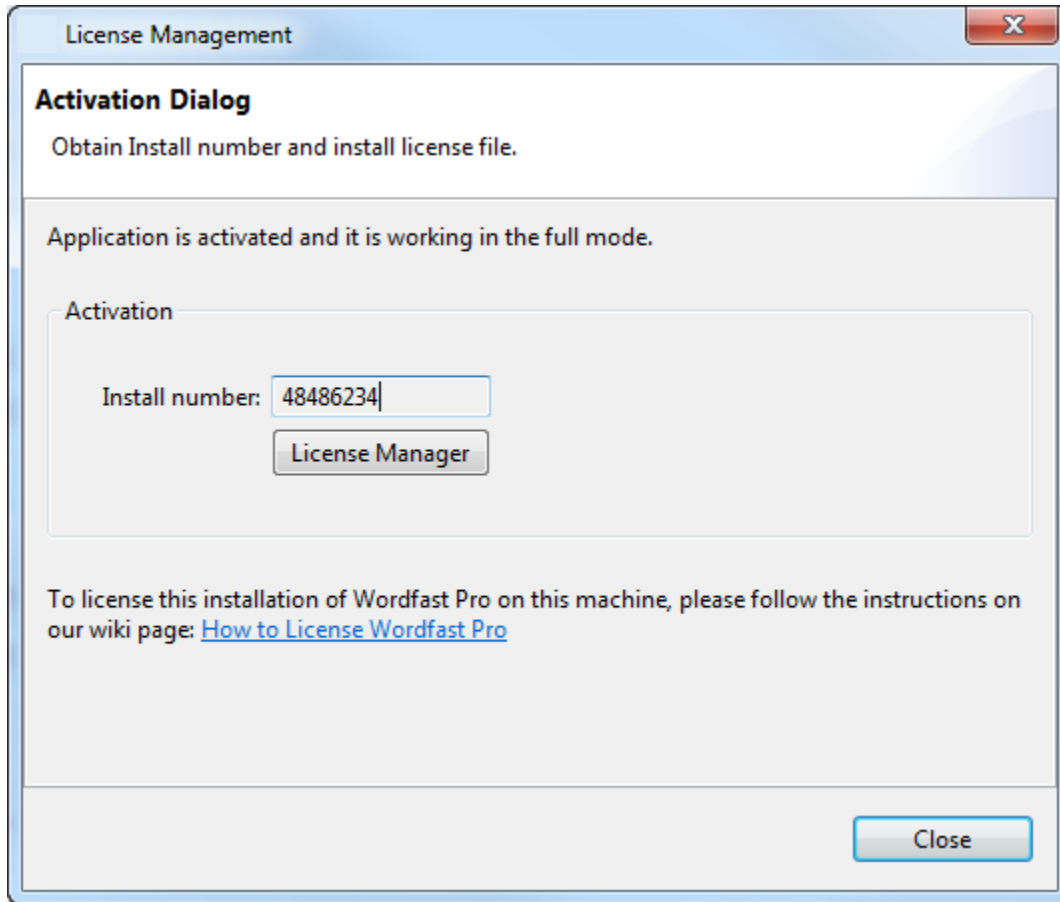 License Management
X
Activation Dialog
Obtain Install number and install license file.
Application is activated and it is working in the full mode.
Activation
Install number: 48486234
License Manager
To license this installation of Wordfast Pro on this machine, please follow the instructions on
our wiki page: How to License Wordfast Pro
Close